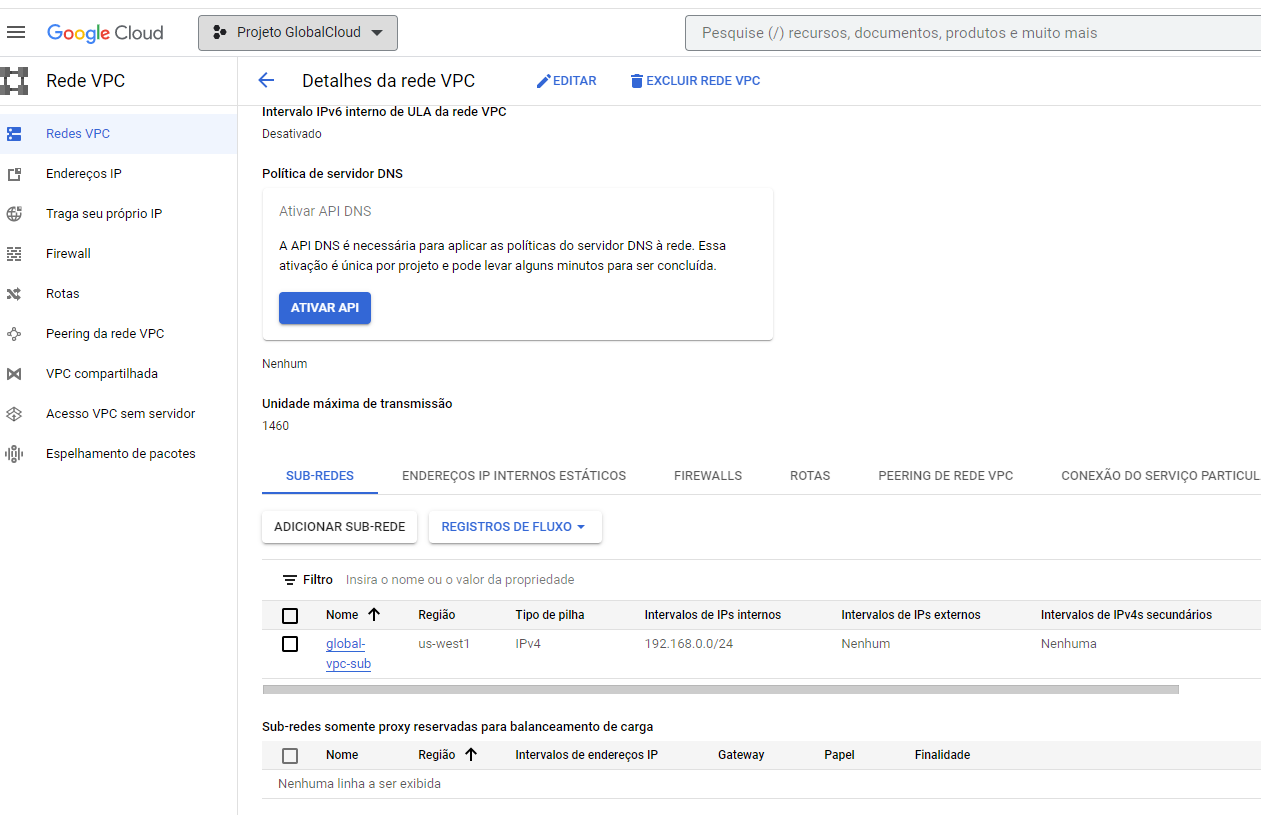 Google Cloud
Projeto GlobalCloud
Pesquise (/) recursos, documentos, produtos e muito mais
Rede VPC
Detalhes da rede VPC
EDITAR
EXCLUIR REDE VPC
Redes VPC
Endereços IP
Traga seu próprio IP
Firewall
Rotas
Peering da rede VPC
VPC compartilhada
Acesso VPC sem servidor
Espelhamento de pacotes
Intervalo IPv6 interno de ULA da rede VPC
Desativado
Política de servidor DNS
Ativar API DNS
A API DNS é necessária para aplicar as políticas do servidor DNS à rede. Essa
ativação é única por projeto e pode levar alguns minutos para ser concluída.
ATIVAR API
Nenhum
Unidade máxima de transmissão
1460
SUB-REDES ENDEREÇOS IP INTERNOS ESTÁTICOS FIREWALLS ROTAS PEERING DE REDE VPC CONEXÃO DO SERVIÇO PARTICUL
ADICIONAR SUB-REDE REGISTROS DE FLUXO
Filtro Insira o nome ou o valor da propriedade
Nome Região Tipo de pilha Intervalos de IPs internos Intervalos de IPs externos Intervalos de IPv4s secundários
global- us-west1 IPv4 192.168.0.0/24 Nenhum Nenhuma
vpc-sub
Sub-redes somente proxy reservadas para balanceamento de carga
Nome Região Intervalos de endereços IP Gateway Papel Finalidade
Nenhuma linha a ser exibida